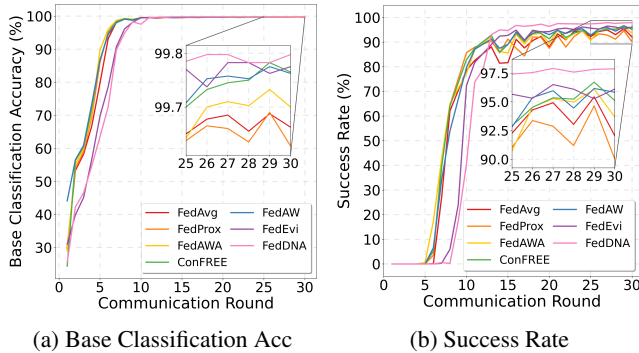 (a)
Base Classification Accuracy (%)
100
90
80
70
60
50
40
30
99.8
99.7
25 26 27 28 29 30
FedAvg FedAW
FedProx FedEvi
FedAWA FedDNA
ConFREE
0 5 10 15 20 25 30
Communication Round
(a) Base Classification Acc
(b)
Success Rate (%)
100
90
80
70
60
50
40
30
20
10
0
97.5
95.0
92.5
90.0
25 26 27 28 29 30
FedAvg FedAW
FedProx FedEvi
FedAWA FedDNA
ConFREE
0 5 10 15 20 25 30
Communication Round
(b) Success Rate